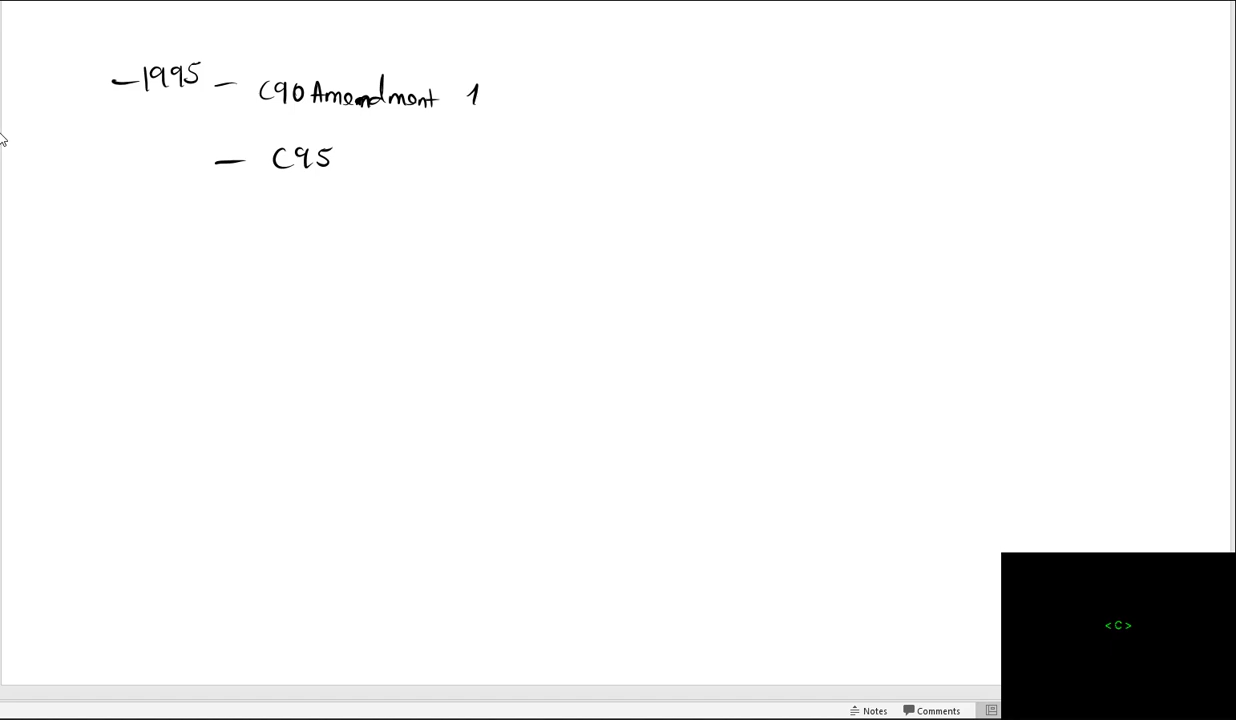 – 1995 – C90 Amendment 1
– C95
< C >
Notes Comments